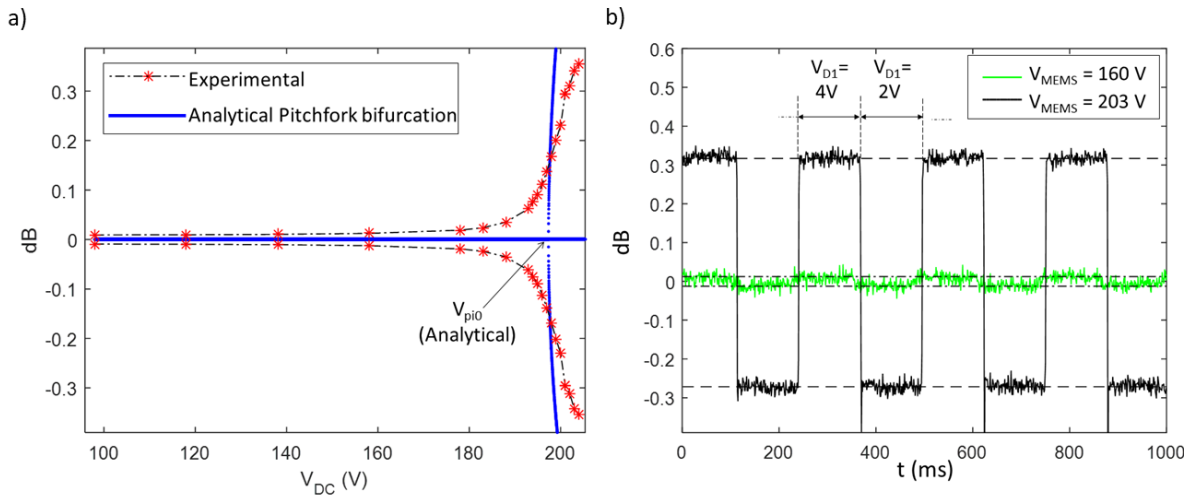 a)
Experimental
Analytical Pitchfork bifurcation
0.3
0.2
0.1
0
-0.1
-0.2
-0.3
dB
V_pi0
(Analytical)
100 120 140 160 180 200
V_DC (V)
b)
V_D1=
4V
V_D1=
2V
V_MEMS = 160 V
V_MEMS = 203 V
0.6
0.5
0.4
0.3
0.2
0.1
0
-0.1
-0.2
-0.3
dB
0 200 400 600 800 1000
t (ms)